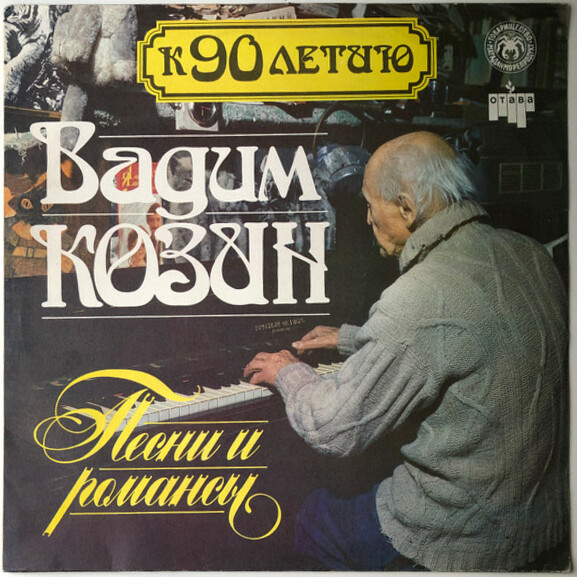 к 90 летию
отава
Вадим
козин
Песни и
романсы